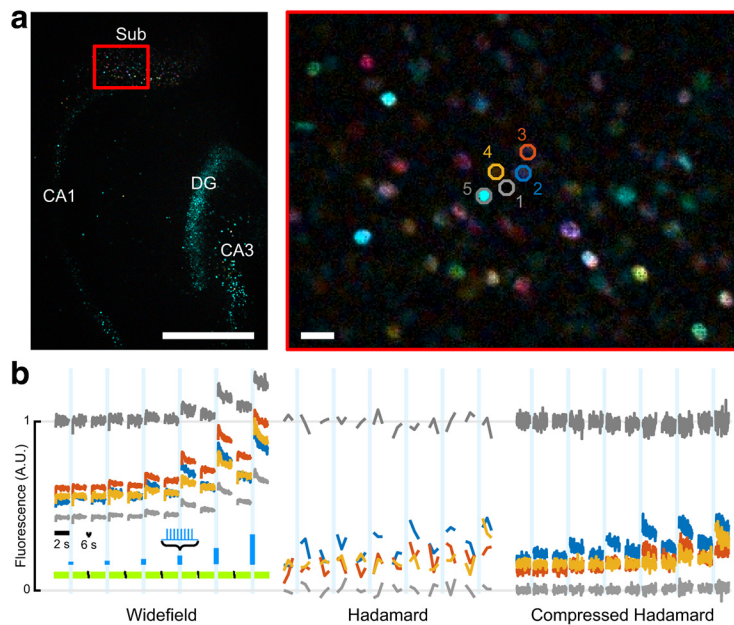 a
Sub
CA1
DG
CA3
3
4
2
5
1
b
Fluorescence (A.U.)
1
0
2 s
6 s
Widefield
Hadamard
Compressed Hadamard